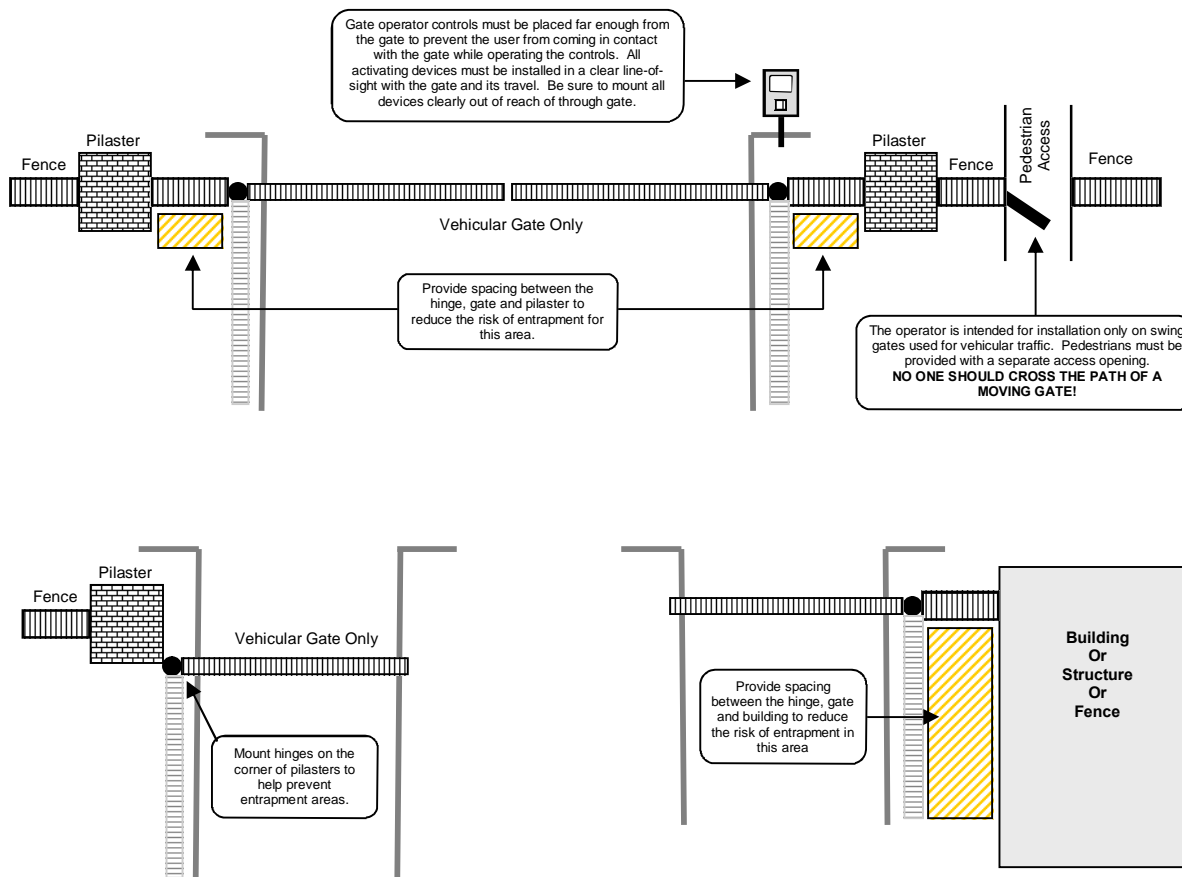 Gate operator controls must be placed far enough from
the gate to prevent the user from coming in contact
with the gate while operating the controls. All
activating devices must be installed in a clear line-of-
sight with the gate and its travel. Be sure to mount all
devices clearly out of reach of through gate.
Pilaster
Fence
Pilaster
Fence
Pedestrian
Access
Fence
Vehicular Gate Only
Provide spacing between the
hinge, gate and pilaster to
reduce the risk of entrapment for
this area.
The operator is intended for installation only on swing
gates used for vehicular traffic. Pedestrians must be
provided with a separate access opening.
NO ONE SHOULD CROSS THE PATH OF A
MOVING GATE!
Pilaster
Fence
Vehicular Gate Only
Mount hinges on the
corner of pilasters to
help prevent
entrapment areas.
Provide spacing
between the hinge, gate
and building to reduce
the risk of entrapment in
this area
Building
Or
Structure
Or
Fence